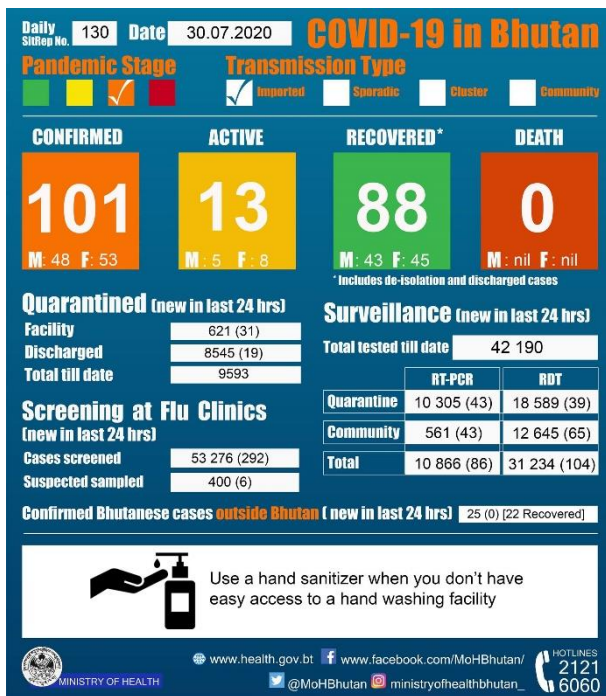 Daily SitRep No. 130 Date 30.07.2020 COVID-19 in Bhutan
Pandemic Stage Transmission Type
Imported Sporadic Cluster Community
CONFIRMED ACTIVE RECOVERED* DEATH
101 13 88 0
M: 48 F: 53 M: 5 F: 8 M: 43 F: 45 M: nil F: nil
*Includes de-isolation and discharged cases
Quarantined (new in last 24 hrs)
Facility 621 (31)
Discharged 8545 (19)
Total till date 9593
Screening at Flu Clinics
(new in last 24 hrs)
Cases screened 53 276 (292)
Suspected sampled 400 (6)
Surveillance (new in last 24 hrs)
Total tested till date 42 190
RT-PCR RDT
Quarantine 10 305 (43) 18 589 (39)
Community 561 (43) 12 645 (65)
Total 10 866 (86) 31 234 (104)
Confirmed Bhutanese cases outside Bhutan ( new in last 24 hrs) 25 (0) [22 Recovered]
Use a hand sanitizer when you don't have
easy access to a hand washing facility
MINISTRY OF HEALTH
www.health.gov.bt www.facebook.com/MoHBhutan/
@MoHBhutan ministryofhealthbhutan_
HOTLINES
2121
6060